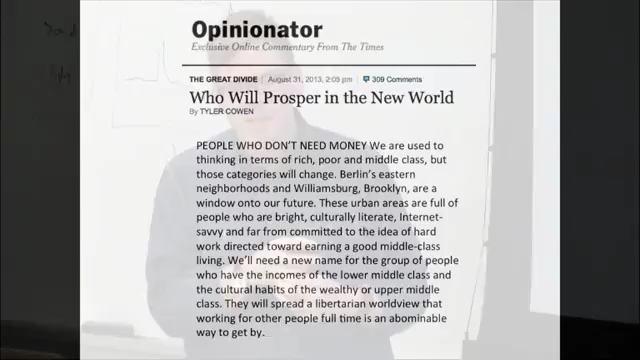 Opinionator
Exclusive Online Commentary From The Times
THE GREAT DIVIDE | August 31, 2013, 2:05 pm | 309 Comments
Who Will Prosper in the New World
By TYLER COWEN
PEOPLE WHO DON'T NEED MONEY We are used to
thinking in terms of rich, poor and middle class, but
those categories will change. Berlin's eastern
neighborhoods and Williamsburg, Brooklyn, are a
window onto our future. These urban areas are full of
people who are bright, culturally literate, Internet-
savvy and far from committed to the idea of hard
work directed toward earning a good middle-class
living. We'll need a new name for the group of people
who have the incomes of the lower middle class and
the cultural habits of the wealthy or upper middle
class. They will spread a libertarian worldview that
working for other people full time is an abominable
way to get by.